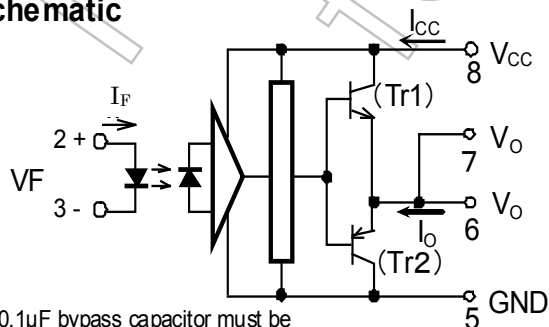 chematic
ICC
8 VCC
(Tr1)
IF
2 +
VF
3 -
7 VO
6 VO
IO
(Tr2)
5 GND
0.1uF bypass capacitor must be